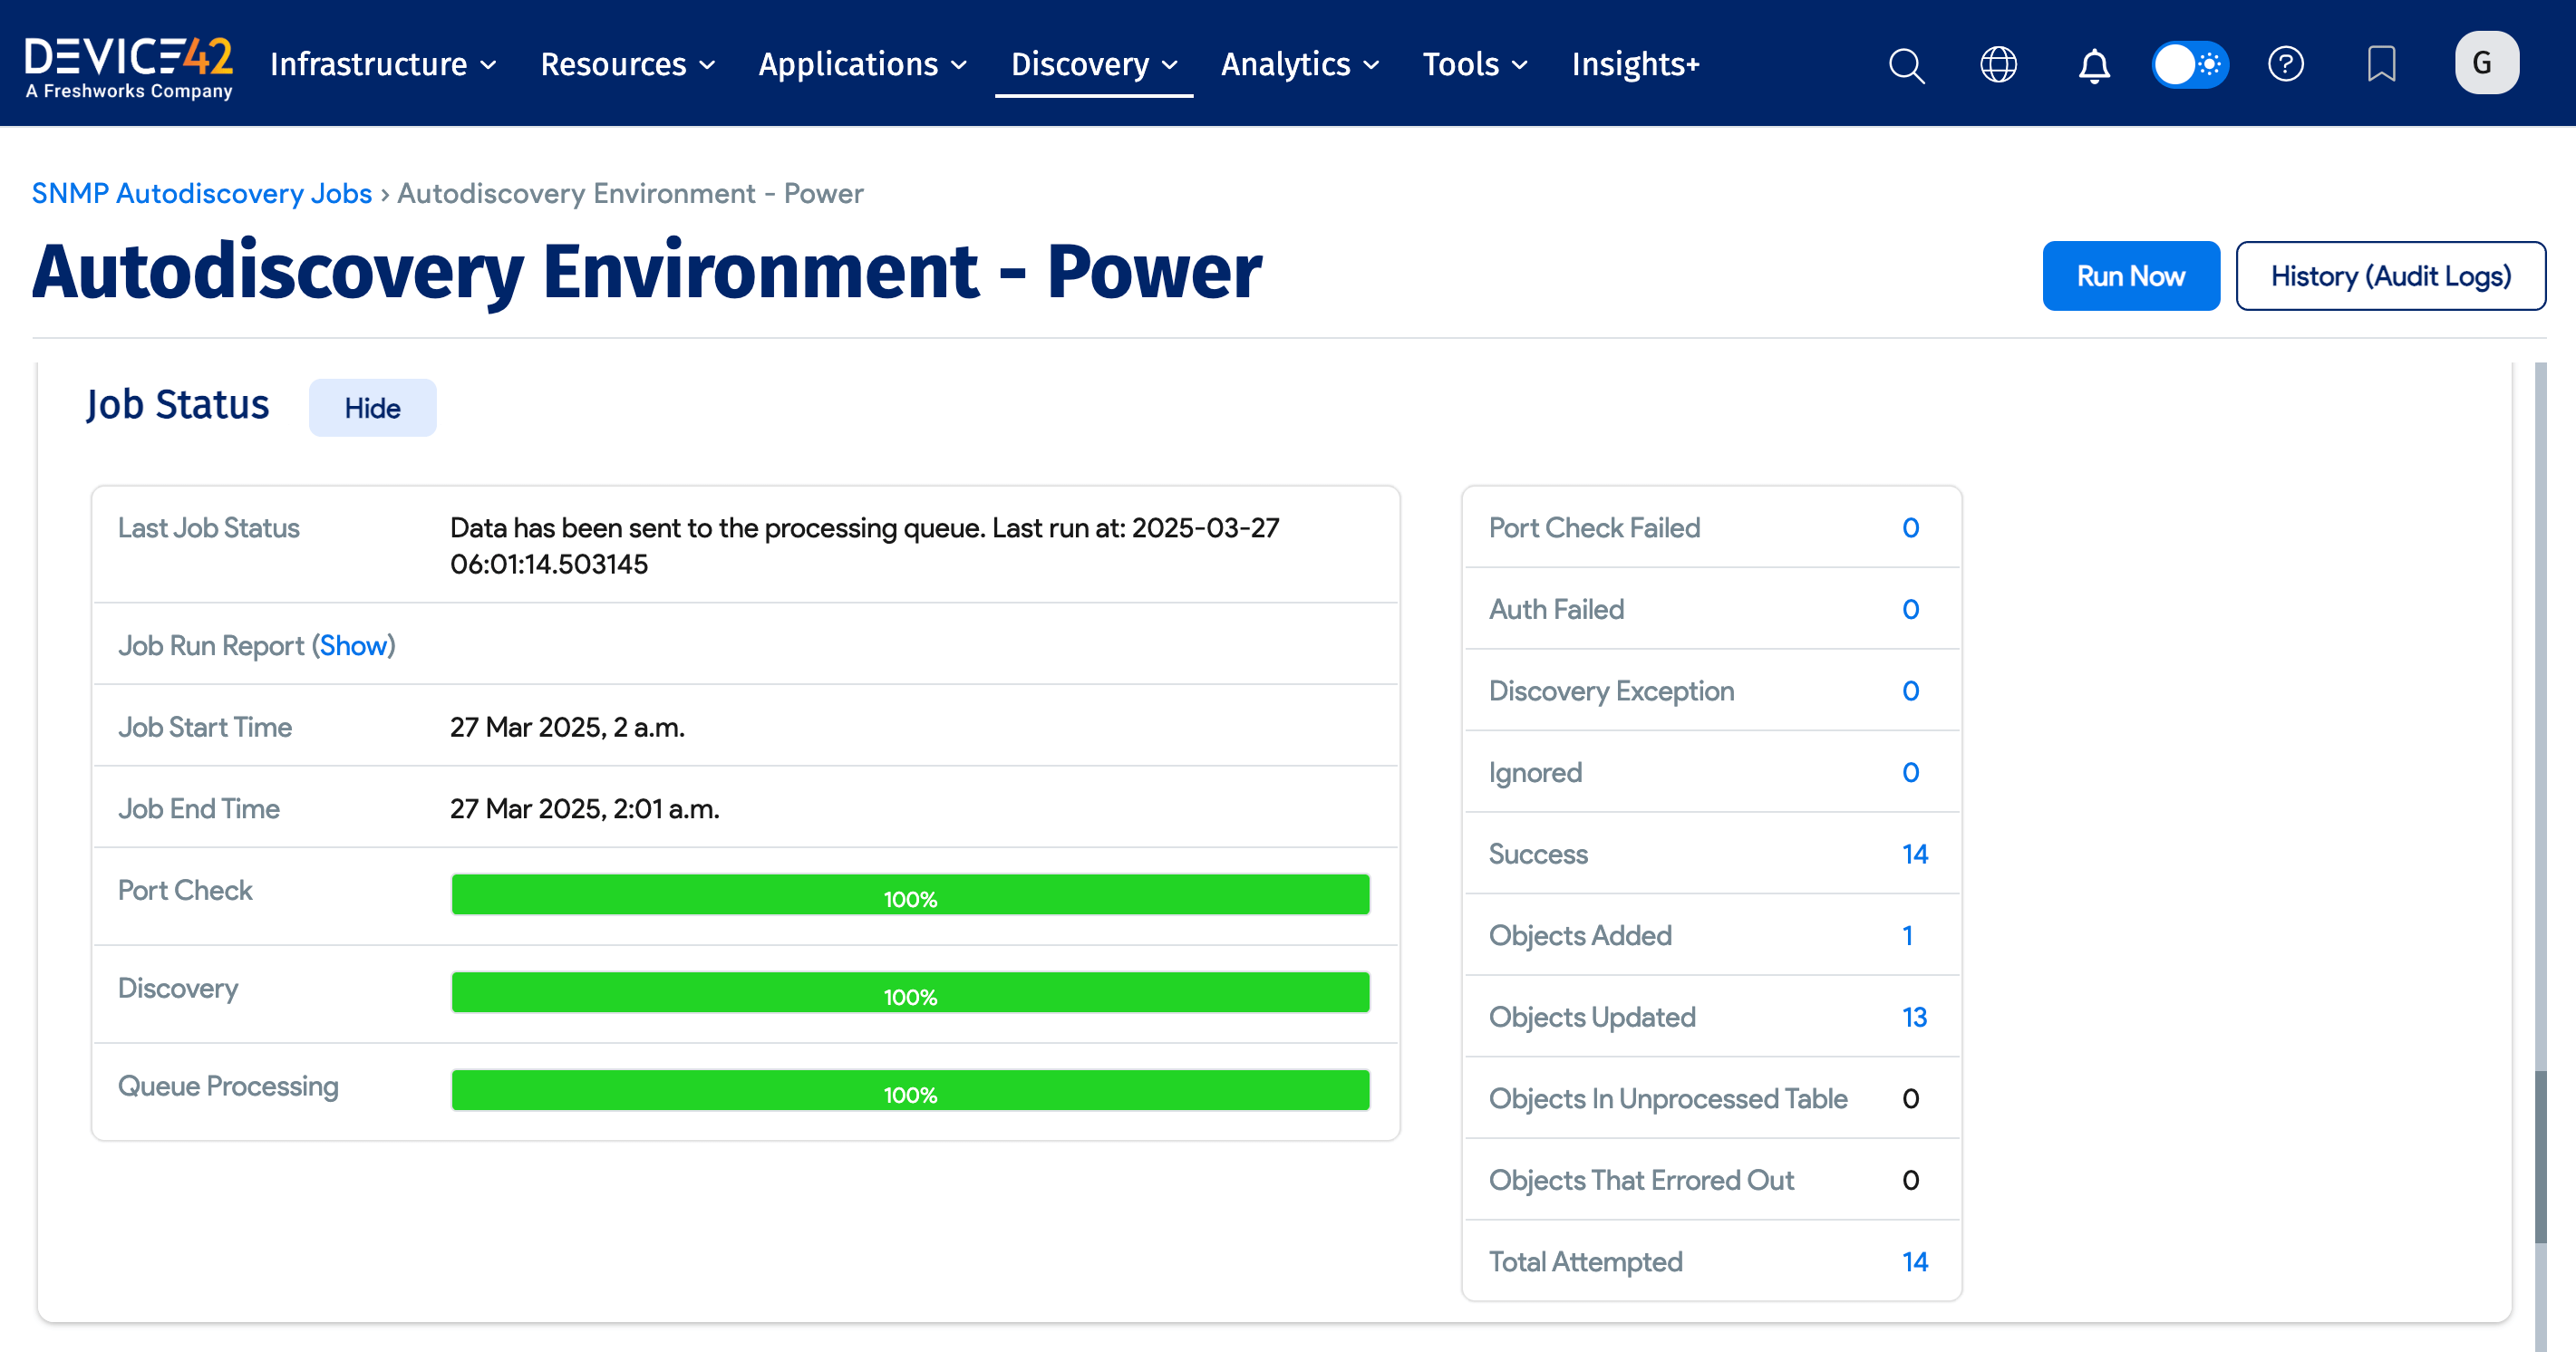 DEVICE42
A Freshworks Company
Infrastructure Resources Applications Discovery Analytics Tools Insights+ G
SNMP Autodiscovery Jobs › Autodiscovery Environment - Power
Autodiscovery Environment - Power
Run Now
History (Audit Logs)
Job Status
Hide
Last Job Status Data has been sent to the processing queue. Last run at: 2025-03-27
06:01:14.503145
Job Run Report (Show)
Job Start Time 27 Mar 2025, 2 a.m.
Job End Time 27 Mar 2025, 2:01 a.m.
Port Check 100%
Discovery 100%
Queue Processing 100%
Port Check Failed 0
Auth Failed 0
Discovery Exception 0
Ignored 0
Success 14
Objects Added 1
Objects Updated 13
Objects In Unprocessed Table 0
Objects That Errored Out 0
Total Attempted 14